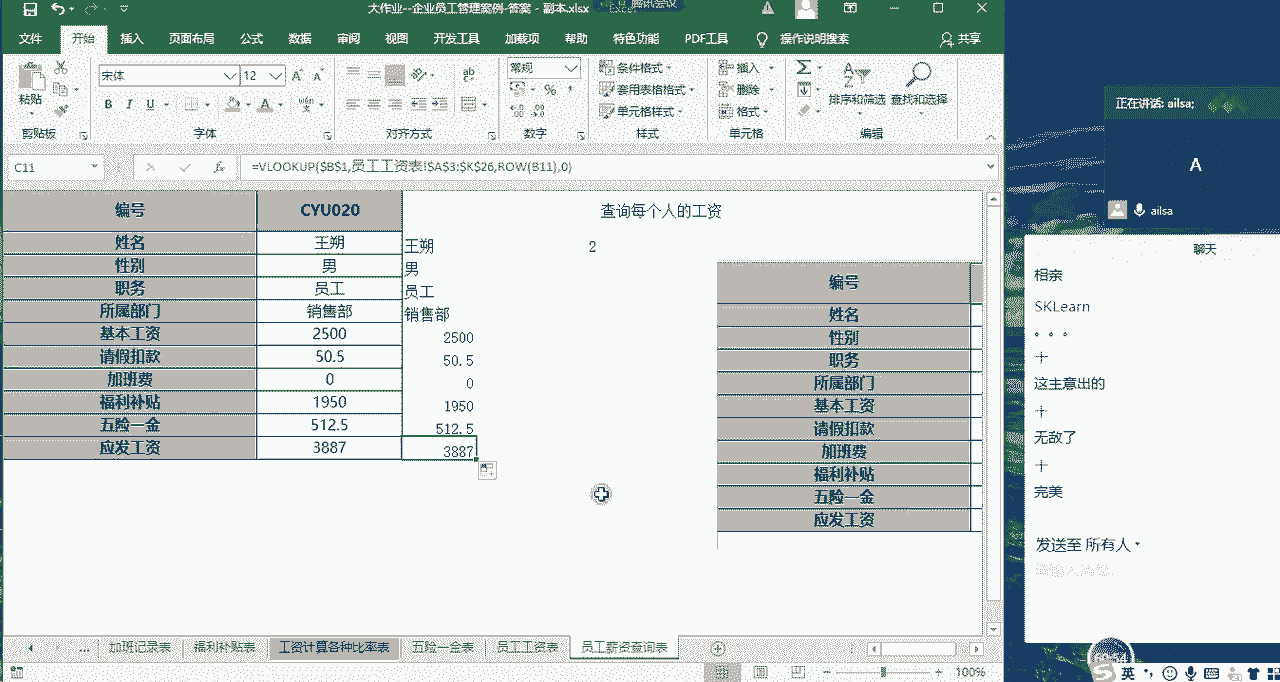 大作业--企业员工管理案例-答案 - 副本.xlsx
腾讯会议
文件 开始 插入 页面布局 公式 数据 审阅 视图 开发工具 加载项 帮助 特色功能 PDF工具 操作说明搜索 共享
宋体 12 常规 条件格式 插入
粘贴 B I U A 套用表格格式 删除 排序和筛选 查找和选择
单元格样式 格式
剪贴板 字体 对齐方式 数字 样式 单元格 编辑
C11 =VLOOKUP($B$1,员工工资表!$A$3:$K$26,ROW(B11),0)
编号 CYU020 查询每个人的工资
姓名 王朔 王朔 2
性别 男 男
职务 员工 员工
所属部门 销售部 销售部
基本工资 2500 2500
请假扣款 50.5 50.5
加班费 0 0
福利补贴 1950 1950
五险一金 512.5 512.5
应发工资 3887 3887
编号
姓名
性别
职务
所属部门
基本工资
请假扣款
加班费
福利补贴
五险一金
应发工资
... 加班记录表 福利补贴表 工资计算各种比率表 五险一金表 员工工资表 员工薪资查询表
100%
正在讲话: ailsa;
A
ailsa
聊天
相亲
SKLearn
。。。
十
这主意出的
十
无敌了
十
完美
发送至 所有人
请输入消息...
英